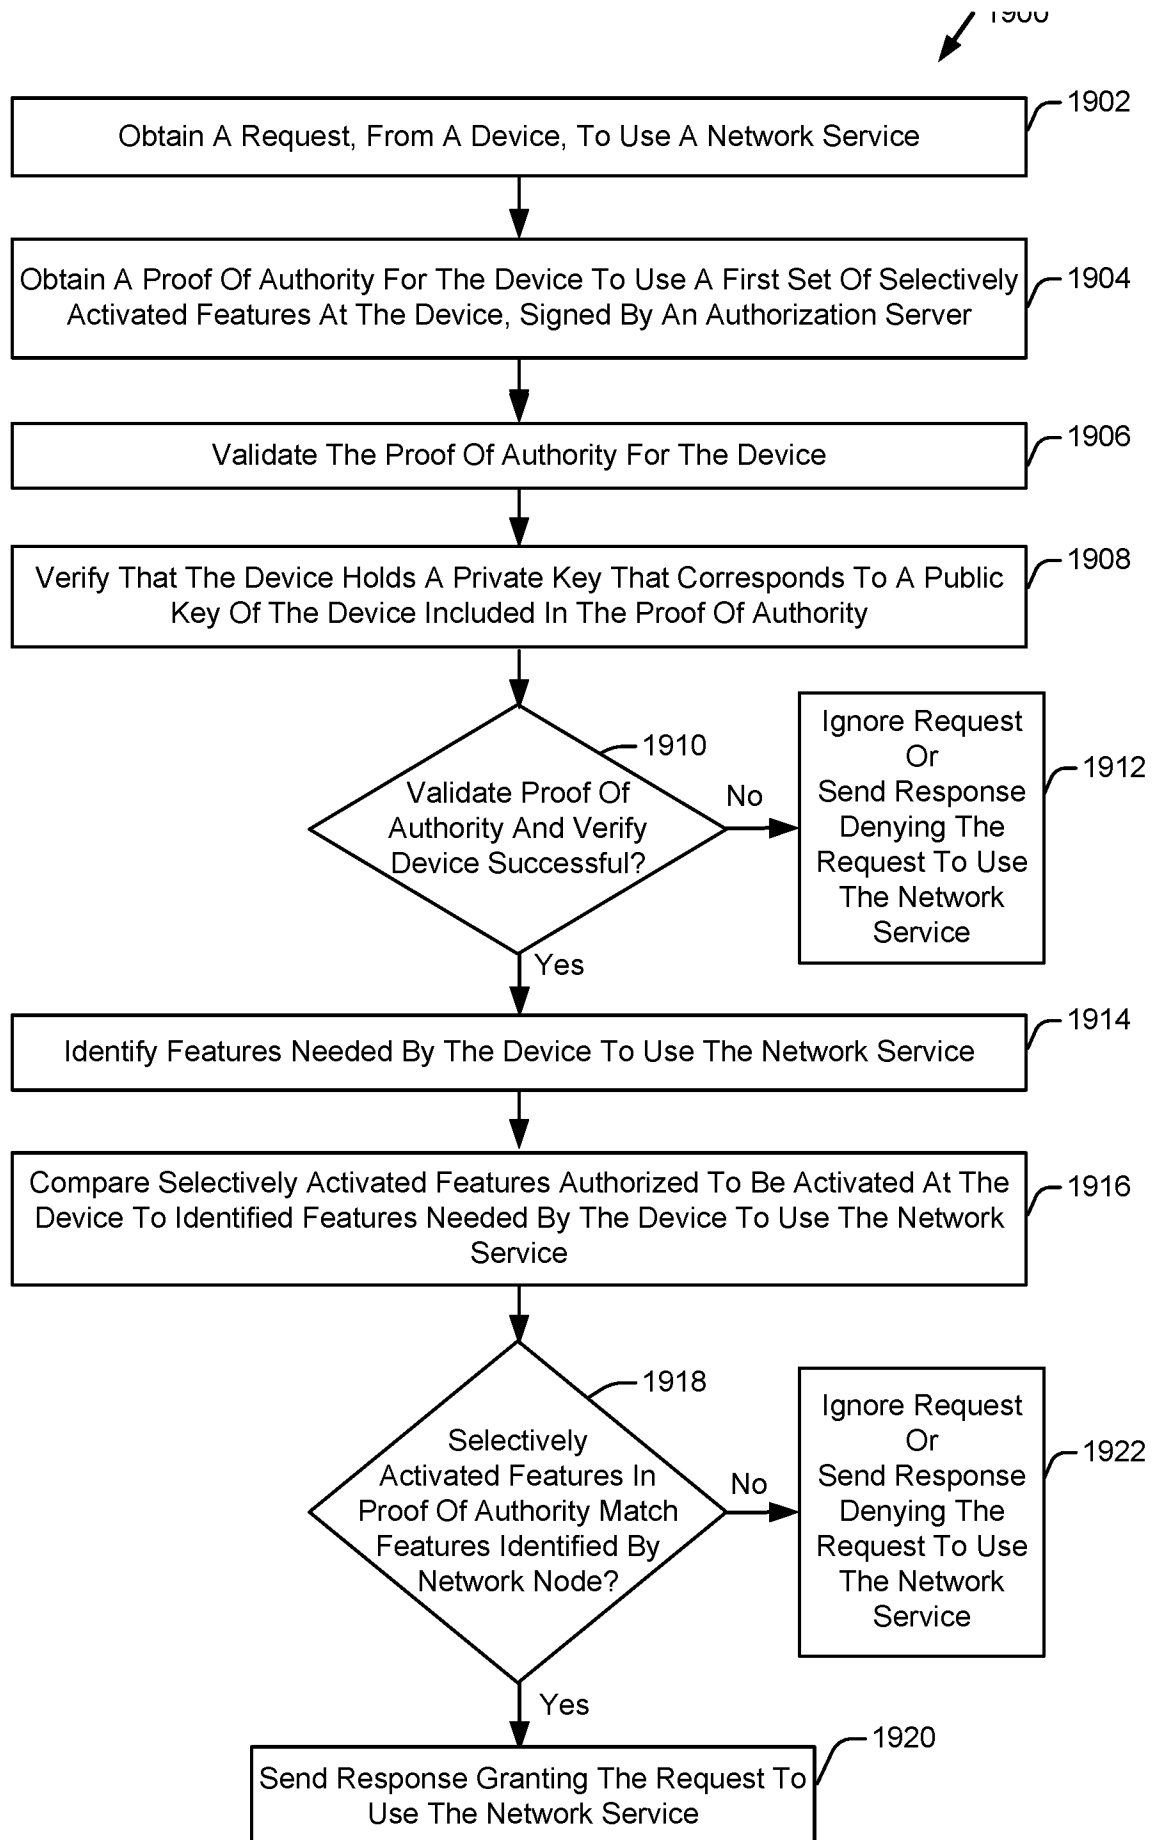 1900
1902
Obtain A Request, From A Device, To Use A Network Service
1904
Obtain A Proof Of Authority For The Device To Use A First Set Of Selectively
Activated Features At The Device, Signed By An Authorization Server
1906
Validate The Proof Of Authority For The Device
1908
Verify That The Device Holds A Private Key That Corresponds To A Public
Key Of The Device Included In The Proof Of Authority
1910
Validate Proof Of
Authority And Verify
Device Successful?
No
Ignore Request
Or
Send Response
Denying The
Request To Use
The Network
Service
1912
Yes
1914
Identify Features Needed By The Device To Use The Network Service
1916
Compare Selectively Activated Features Authorized To Be Activated At The
Device To Identified Features Needed By The Device To Use The Network
Service
1918
Selectively
Activated Features In
Proof Of Authority Match
Features Identified By
Network Node?
No
Ignore Request
Or
Send Response
Denying The
Request To Use
The Network
Service
1922
Yes
1920
Send Response Granting The Request To
Use The Network Service